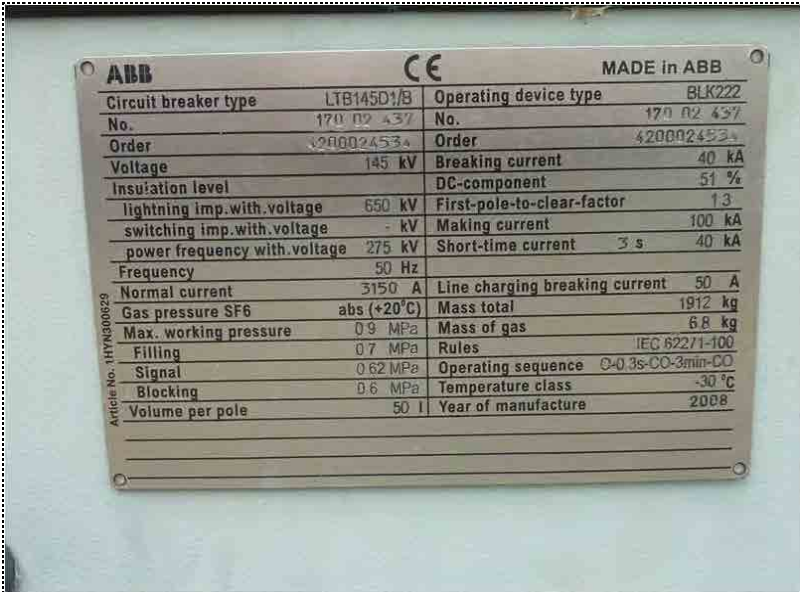 ABB CE MADE in ABB
Circuit breaker type LTB145D1/B Operating device type BLK222
No. 170 02 437 No. 170 02 437
Order 4200024534 Order 4200024534
Voltage 145 kV Breaking current 40 kA
Insulation level DC-component 51 %
lightning imp.with.voltage 650 kV First-pole-to-clear-factor 1.3
switching imp.with.voltage - kV Making current 100 kA
power frequency with.voltage 275 kV Short-time current 3 s 40 kA
Frequency 50 Hz
Normal current 3150 A Line charging breaking current 50 A
Gas pressure SF6 abs (+20°C) Mass total 1912 kg
Max. working pressure 0.9 MPa Mass of gas 6.8 kg
Filling 0.7 MPa Rules IEC 62271-100
Signal 0.62 MPa Operating sequence O-0.3s-CO-3min-CO
Blocking 0.6 MPa Temperature class -30 °C
Volume per pole 50 l Year of manufacture 2008
Article No. 1HYN300629